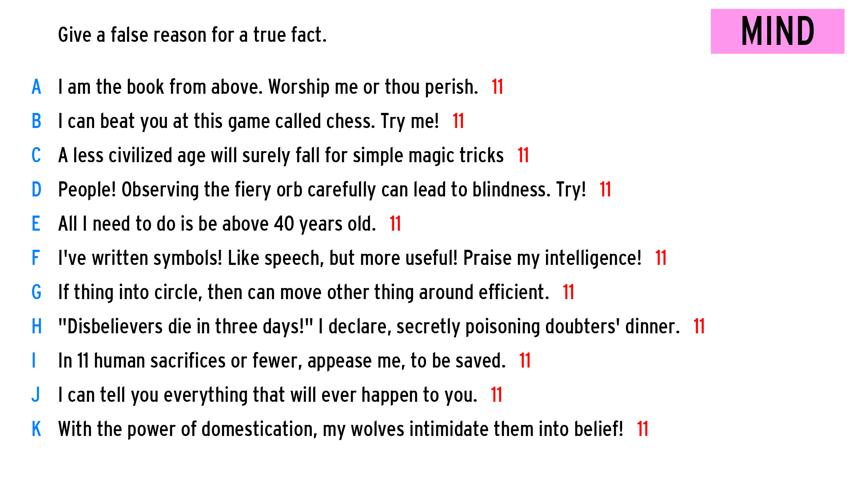 Give a false reason for a true fact.
MIND
A I am the book from above. Worship me or thou perish. 11
B I can beat you at this game called chess. Try me! 11
C A less civilized age will surely fall for simple magic tricks 11
D People! Observing the fiery orb carefully can lead to blindness. Try! 11
E All I need to do is be above 40 years old. 11
F I've written symbols! Like speech, but more useful! Praise my intelligence! 11
G If thing into circle, then can move other thing around efficient. 11
H "Disbelievers die in three days!" I declare, secretly poisoning doubters' dinner. 11
I In 11 human sacrifices or fewer, appease me, to be saved. 11
J I can tell you everything that will ever happen to you. 11
K With the power of domestication, my wolves intimidate them into belief! 11